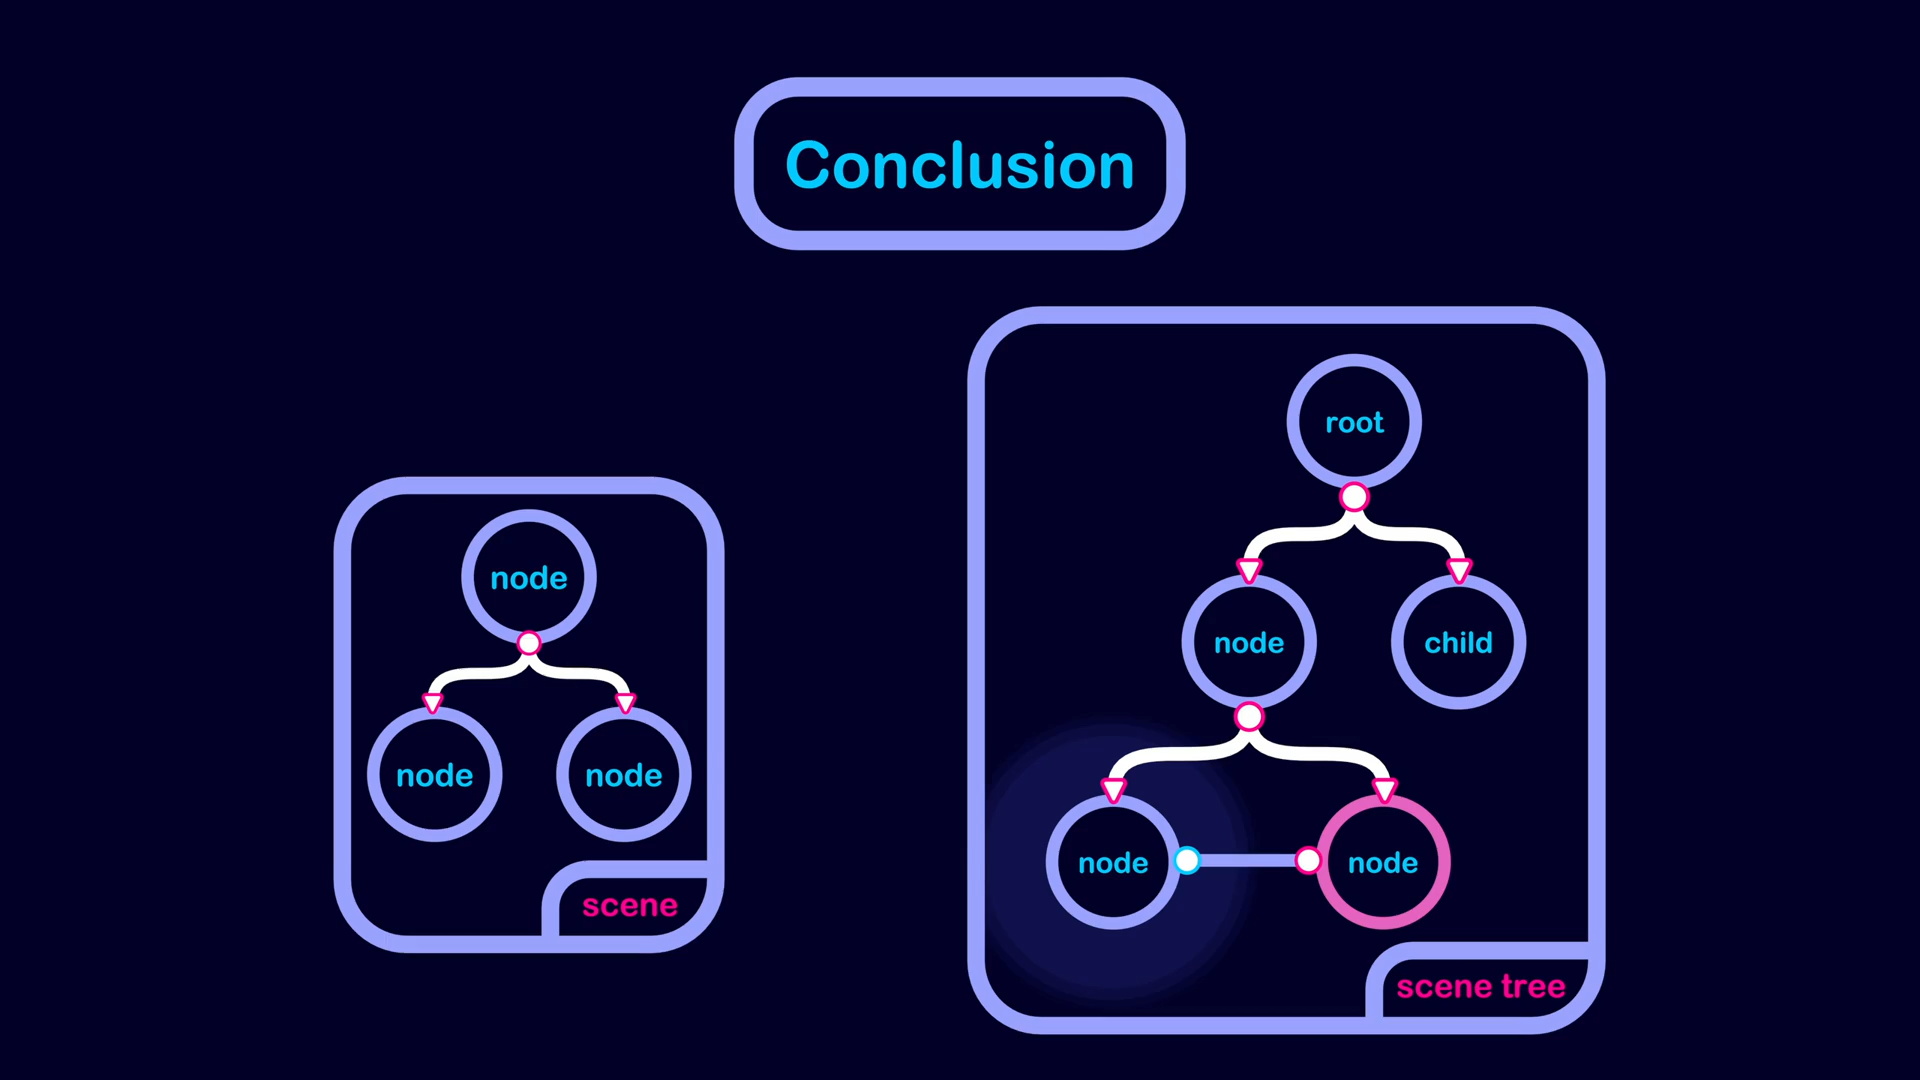 Conclusion
node
node
node
scene
root
node
child
node
node
scene tree